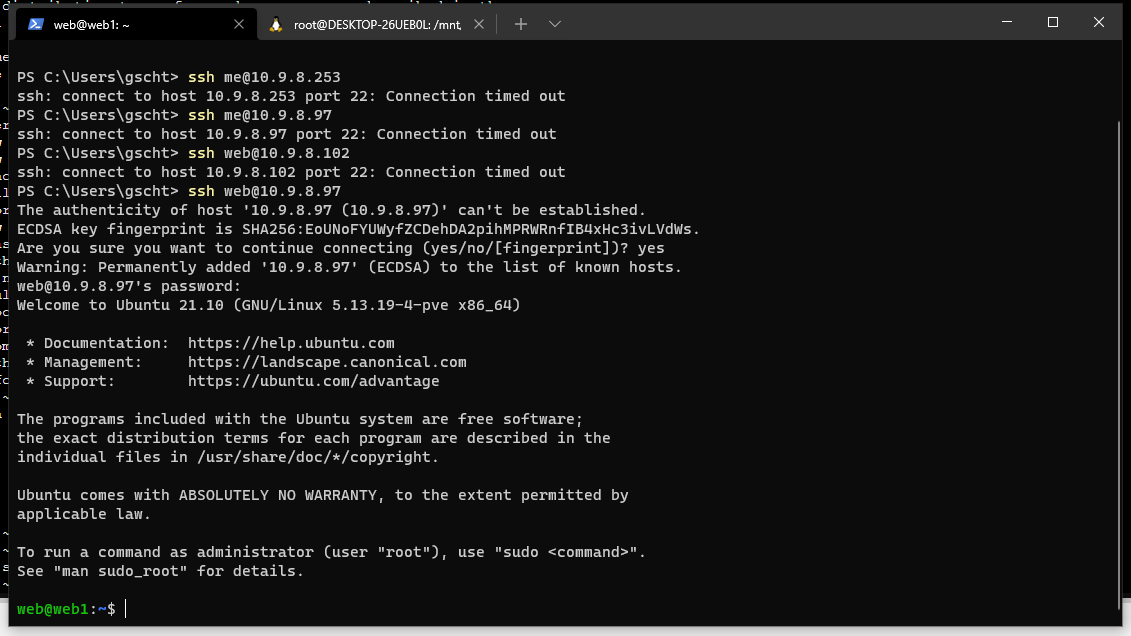 web@web1: ~
root@DESKTOP-26UEB0L: /mnt,
PS C:\Users\gscht> ssh me@10.9.8.253
ssh: connect to host 10.9.8.253 port 22: Connection timed out
PS C:\Users\gscht> ssh me@10.9.8.97
ssh: connect to host 10.9.8.97 port 22: Connection timed out
PS C:\Users\gscht> ssh web@10.9.8.102
ssh: connect to host 10.9.8.102 port 22: Connection timed out
PS C:\Users\gscht> ssh web@10.9.8.97
The authenticity of host '10.9.8.97 (10.9.8.97)' can't be established.
ECDSA key fingerprint is SHA256:EoUNoFYUWyfZCDehDA2pihMPRWRnfIB4xHc3ivLVdWs.
Are you sure you want to continue connecting (yes/no/[fingerprint])? yes
Warning: Permanently added '10.9.8.97' (ECDSA) to the list of known hosts.
web@10.9.8.97's password:
Welcome to Ubuntu 21.10 (GNU/Linux 5.13.19-4-pve x86_64)
* Documentation: https://help.ubuntu.com
* Management: https://landscape.canonical.com
* Support: https://ubuntu.com/advantage
The programs included with the Ubuntu system are free software;
the exact distribution terms for each program are described in the
individual files in /usr/share/doc/*/copyright.
Ubuntu comes with ABSOLUTELY NO WARRANTY, to the extent permitted by
applicable law.
To run a command as administrator (user "root"), use "sudo <command>".
See "man sudo_root" for details.
web@web1:~$